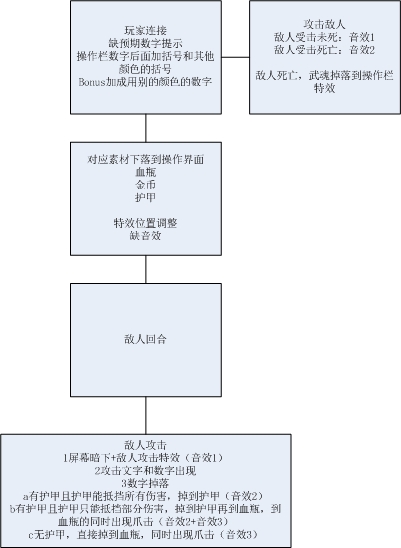 玩家连接
缺预期数字提示
操作栏数字后面加括号和其他
颜色的括号
Bonus加成用别的颜色的数字
攻击敌人
敌人受击未死：音效1
敌人受击死亡：音效2
敌人死亡，武魂掉落到操作栏
特效
对应素材下落到操作界面
血瓶
金币
护甲
特效位置调整
缺音效
敌人回合
敌人攻击
1屏幕暗下+敌人攻击特效（音效1）
2攻击文字和数字出现
3数字掉落
a有护甲且护甲能抵挡所有伤害，掉到护甲（音效2）
b有护甲且护甲只能抵挡部分伤害，掉到护甲再到血瓶，到
血瓶的同时出现爪击（音效2+音效3）
c无护甲，直接掉到血瓶，同时出现爪击（音效3）